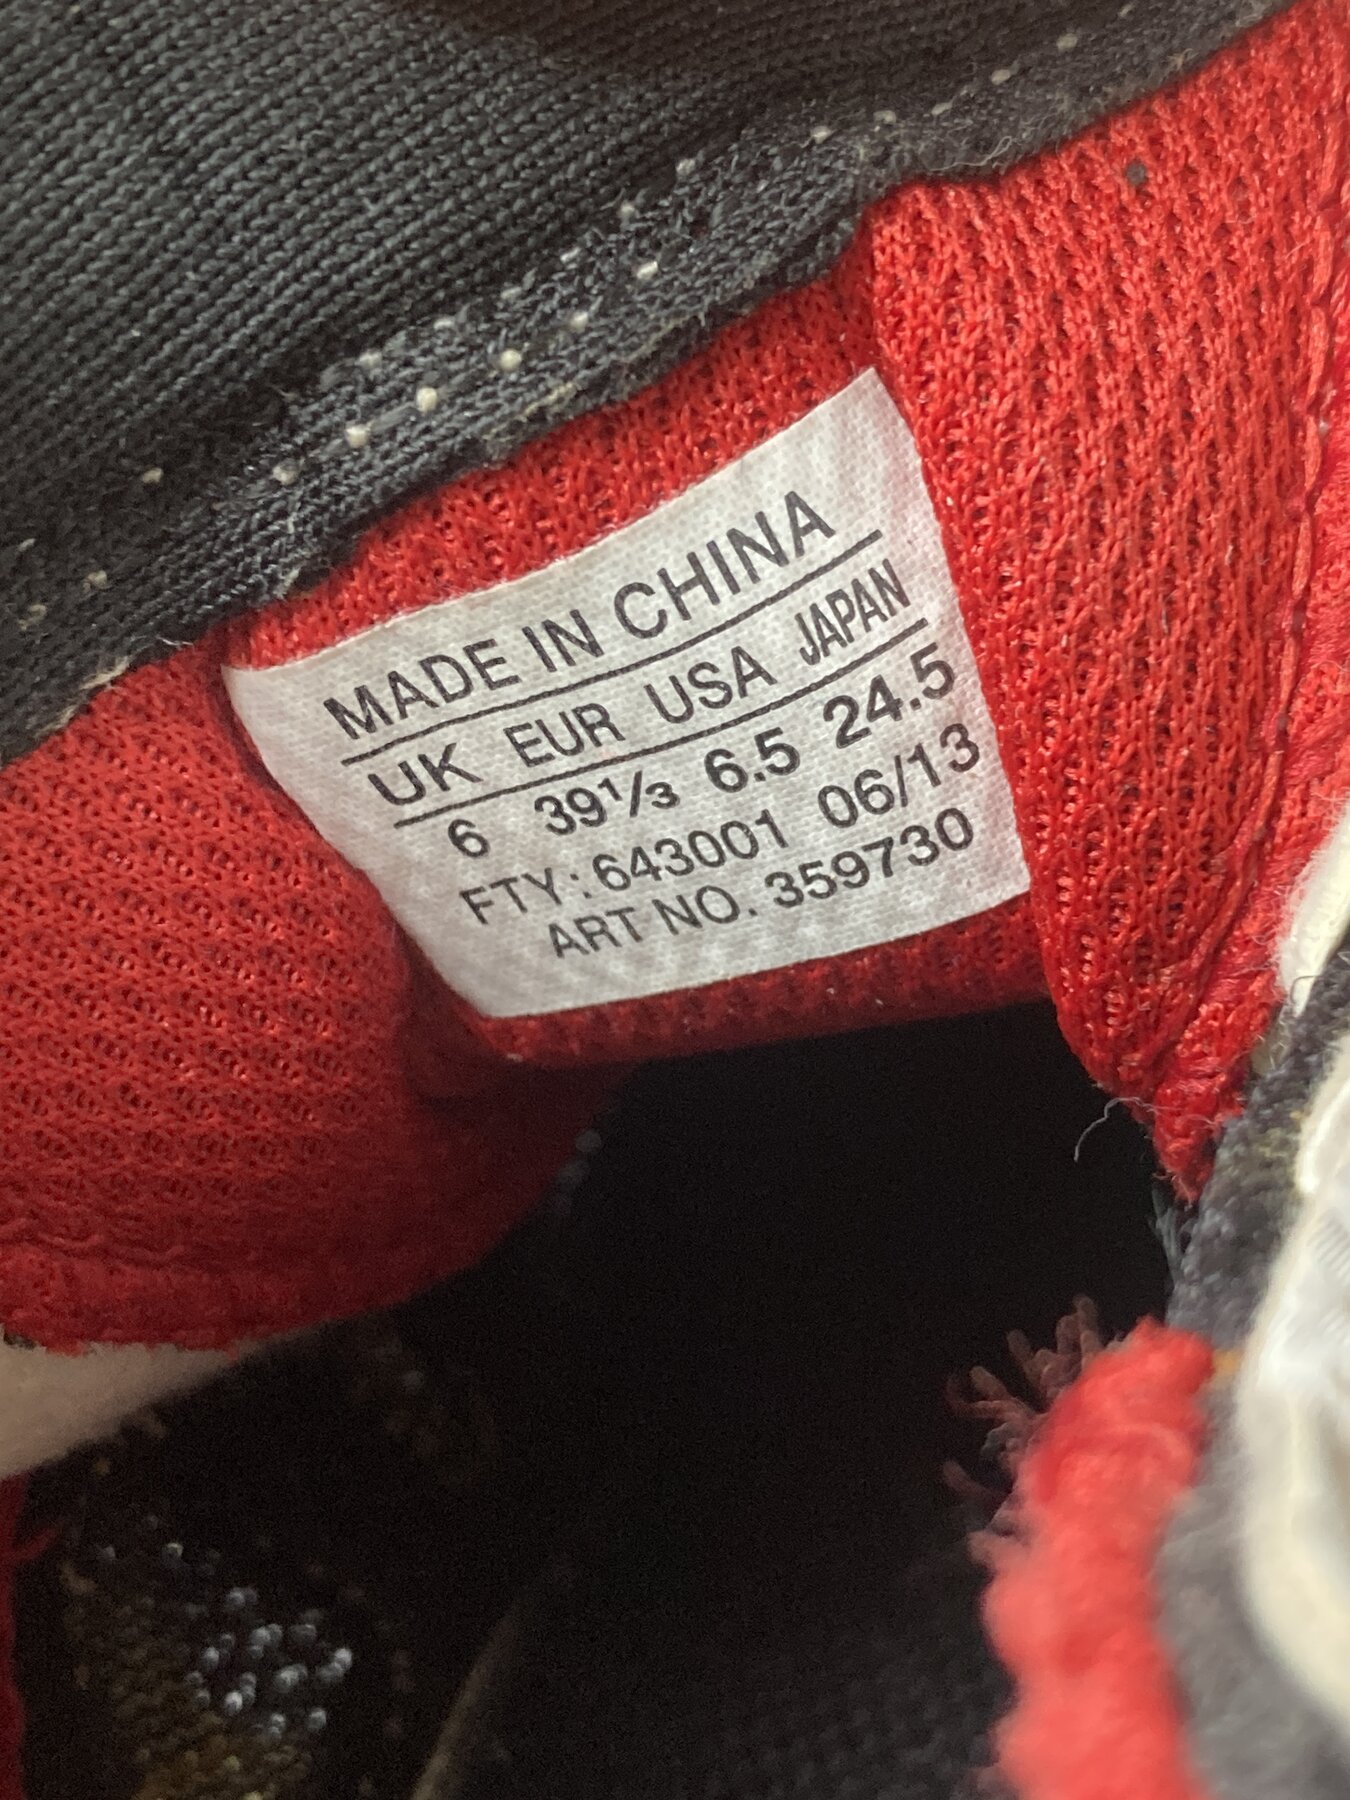 MADE IN CHINA
UK EUR USA JAPAN
6 39⅓ 6.5 24.5
FTY: 643001 06/13
ART NO. 359730